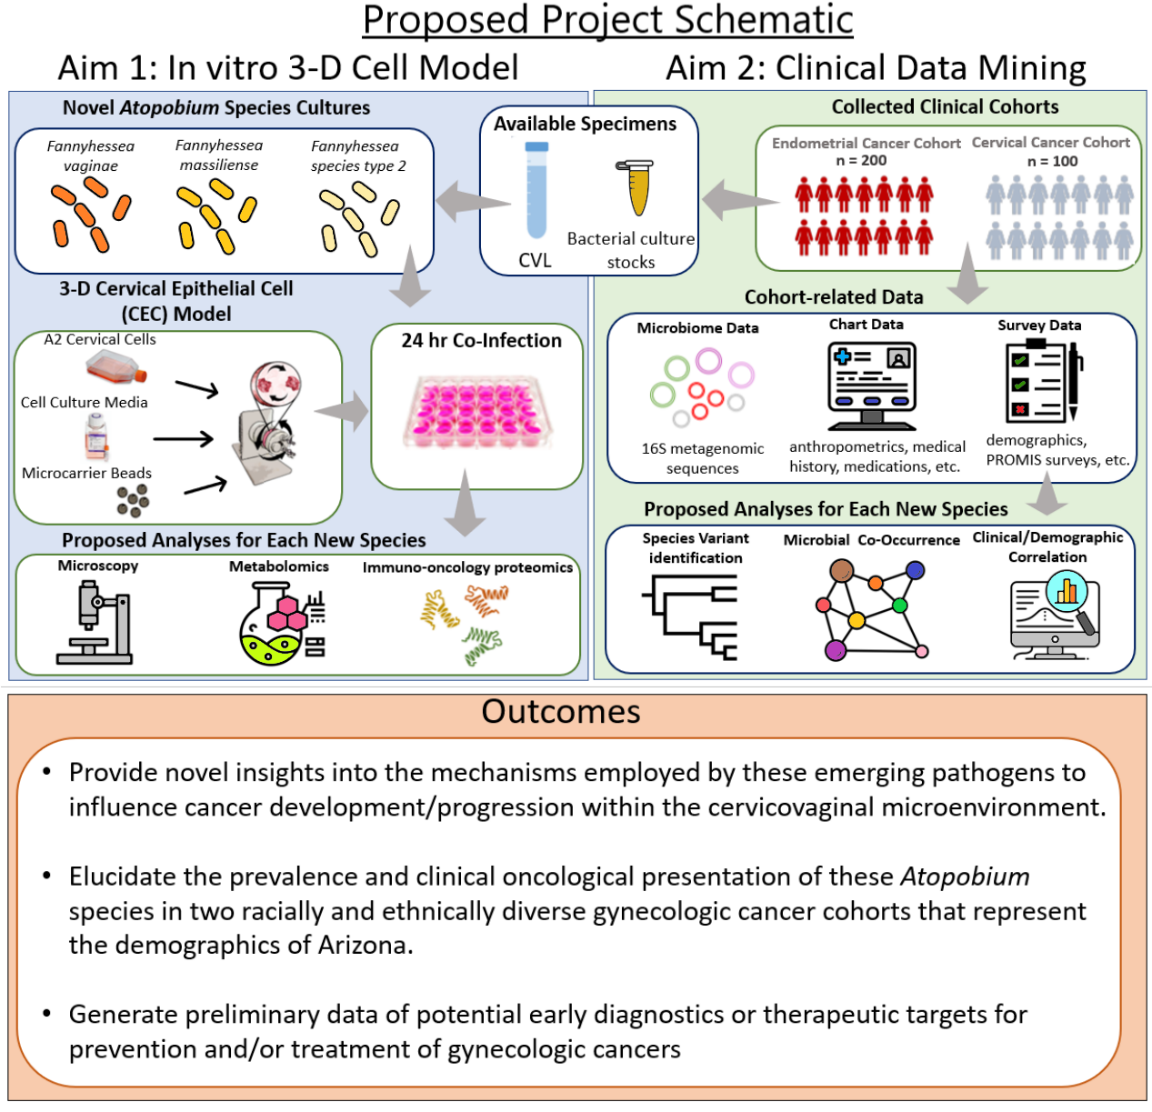 Proposed Project Schematic
Aim 1: In vitro 3-D Cell Model
Novel Atopobium Species Cultures
Fannyhessea
vaginae
Fannyhessea
massiliense
Fannyhessea
species type 2
Available Specimens
CVL
Bacterial culture
stocks
3-D Cervical Epithelial Cell
(CEC) Model
A2 Cervical Cells
Cell Culture Media
Microcarrier Beads
24 hr Co-Infection
Proposed Analyses for Each New Species
Microscopy
Metabolomics
Immuno-oncology proteomics
Aim 2: Clinical Data Mining
Collected Clinical Cohorts
Endometrial Cancer Cohort
n = 200
Cervical Cancer Cohort
n = 100
Cohort-related Data
Microbiome Data
16S metagenomic
sequences
Chart Data
anthropometrics, medical
history, medications, etc.
Survey Data
demographics,
PROMIS surveys, etc.
Proposed Analyses for Each New Species
Species Variant
identification
Microbial Co-Occurrence
Clinical/Demographic
Correlation
Outcomes
• Provide novel insights into the mechanisms employed by these emerging pathogens to
influence cancer development/progression within the cervicovaginal microenvironment.
• Elucidate the prevalence and clinical oncological presentation of these Atopobium
species in two racially and ethnically diverse gynecologic cancer cohorts that represent
the demographics of Arizona.
• Generate preliminary data of potential early diagnostics or therapeutic targets for
prevention and/or treatment of gynecologic cancers